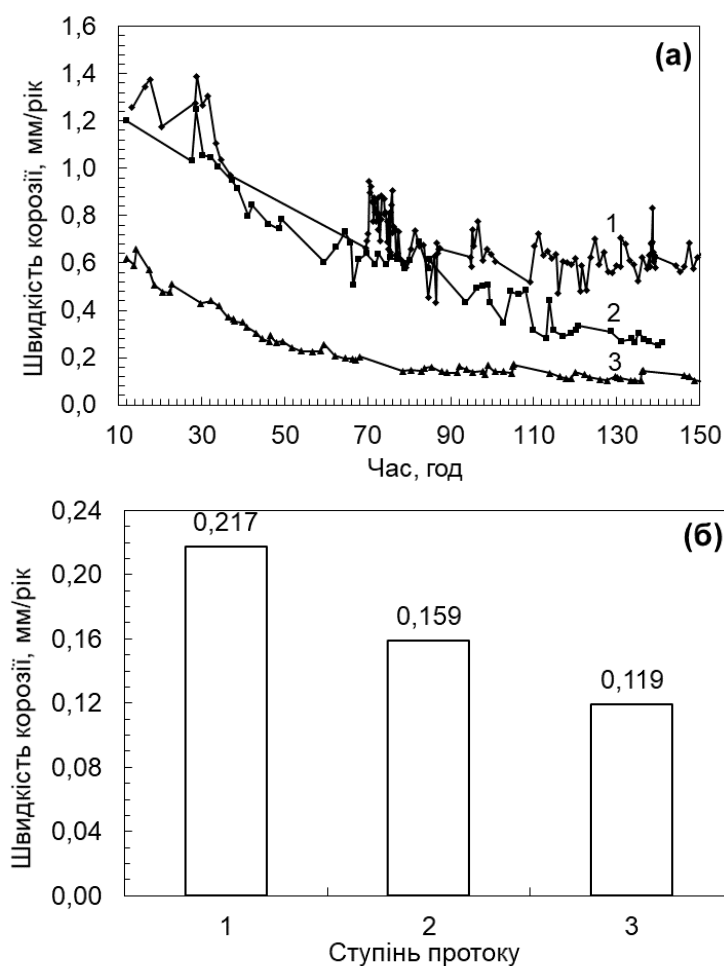 (а)
Швидкість корозії, мм/рік
1,6
1,4
1,2
1,0
0,8
0,6
0,4
0,2
0,0
1
2
3
10 30 50 70 90 110 130 150
Час, год
(б)
Швидкість корозії, мм/рік
0,24
0,20
0,16
0,12
0,08
0,04
0,00
0,217
0,159
0,119
1 2 3
Ступінь протоку